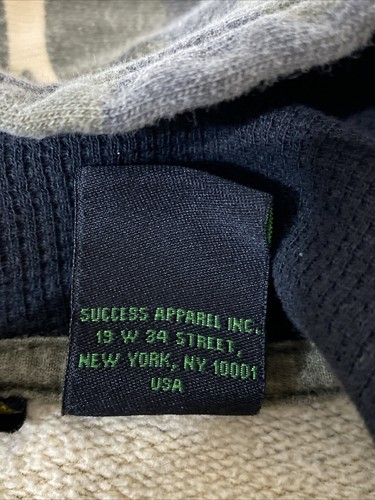 SUCCESS APPAREL INC.
19 W 34 STREET,
NEW YORK, NY 10001
USA